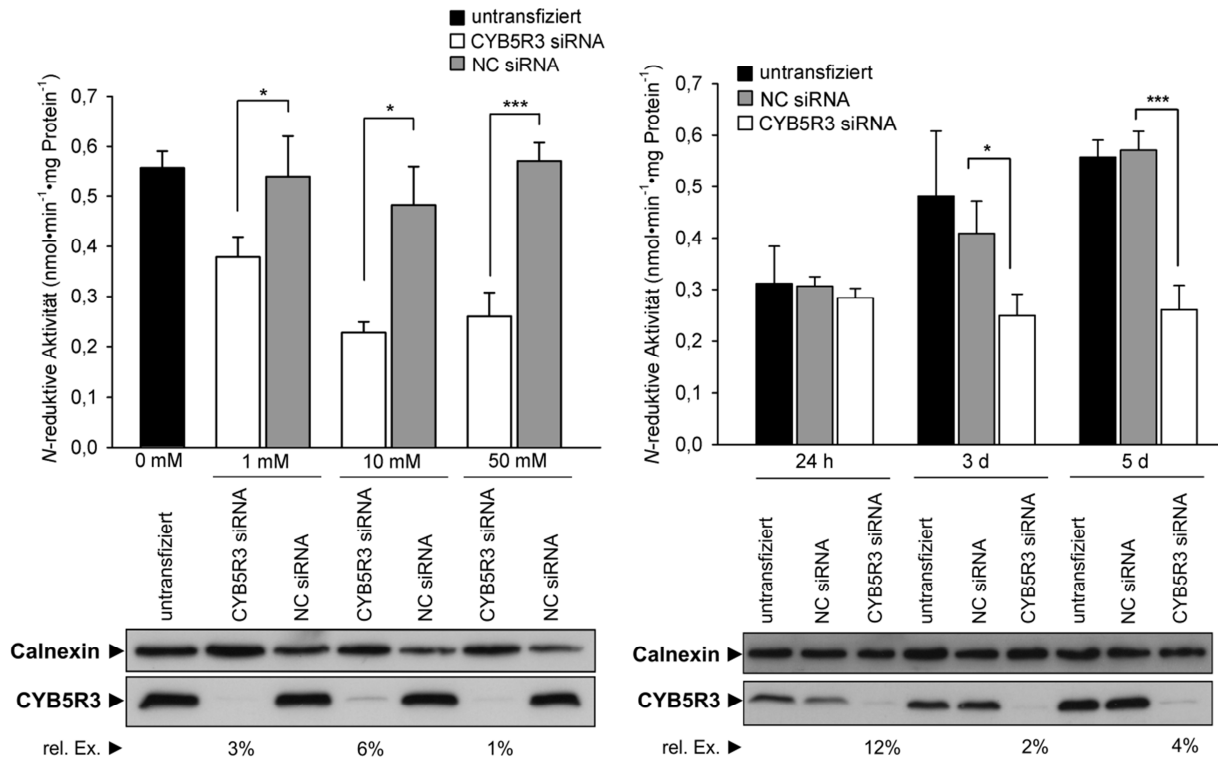 untransfiziert
CYB5R3 siRNA
NC siRNA
N-reduktive Aktivität (nmol•min-1•mg Protein-1)
0,7
0,6
0,5
0,4
0,3
0,2
0,1
0,0
*
*
***
0 mM
1 mM
10 mM
50 mM
untransfiziert
CYB5R3 siRNA
NC siRNA
CYB5R3 siRNA
NC siRNA
CYB5R3 siRNA
NC siRNA
Calnexin ►
CYB5R3 ►
rel. Ex. ► 3% 6% 1%
untransfiziert
NC siRNA
CYB5R3 siRNA
N-reduktive Aktivität (nmol•min-1•mg Protein-1)
0,7
0,6
0,5
0,4
0,3
0,2
0,1
0,0
*
***
24 h
3 d
5 d
untransfiziert
NC siRNA
CYB5R3 siRNA
untransfiziert
NC siRNA
CYB5R3 siRNA
untransfiziert
NC siRNA
CYB5R3 siRNA
Calnexin ►
CYB5R3 ►
rel. Ex. ► 12% 2% 4%